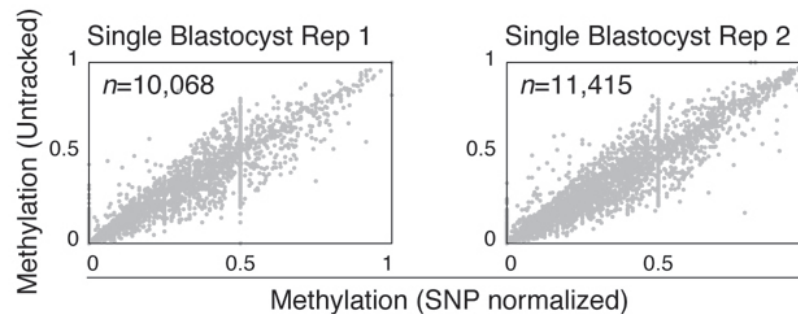 Single Blastocyst Rep 1
Single Blastocyst Rep 2
Methylation (Untracked)
1
0.5
0
n=10,068
0
0.5
1
1
0.5
0
n=11,415
0
0.5
Methylation (SNP normalized)